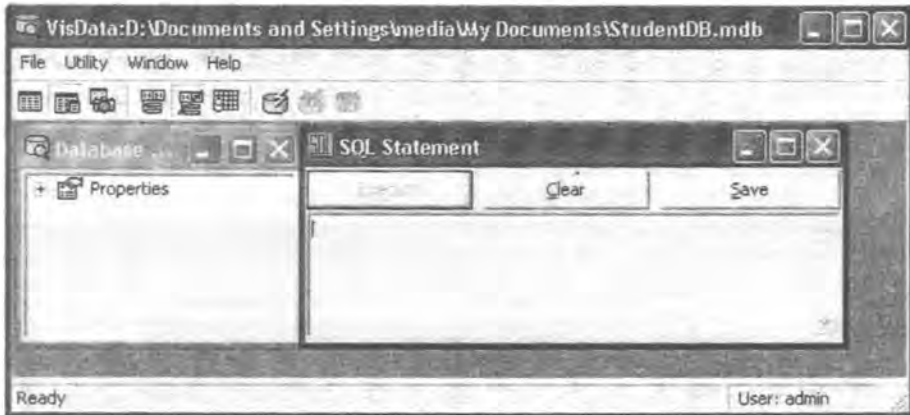 VisData:D:\Documents and Settings\media\My Documents\StudentDB.mdb
File Utility Window Help
Database ...
SQL Statement
Properties
Clear
Save
Ready
User: admin